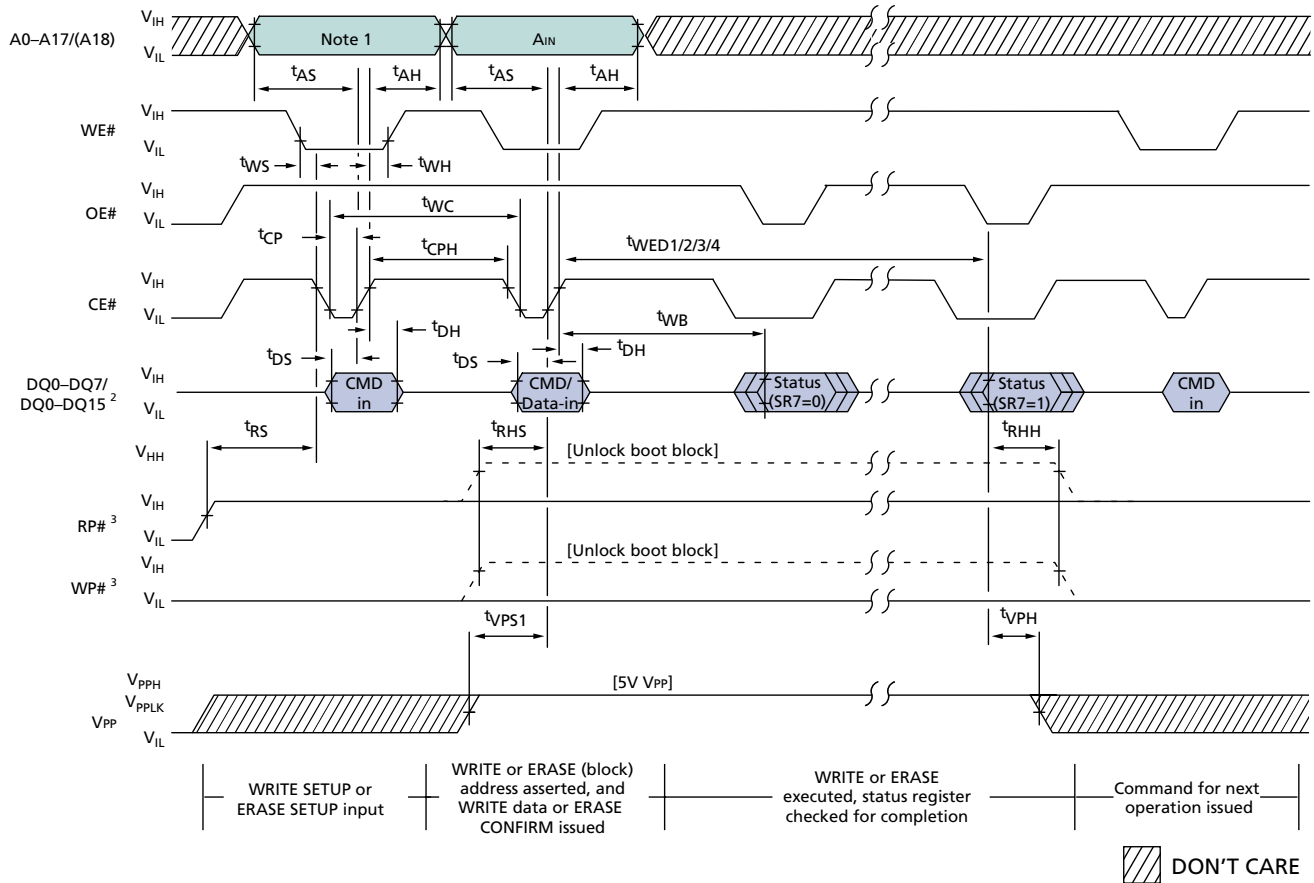 A0–A17/(A18)
VIH
VIL
Note 1
AIN
tAS
tAH
tAS
tAH
WE#
VIH
VIL
tWS
tWH
OE#
VIH
VIL
tWC
tCP
tCPH
tWED1/2/3/4
CE#
VIH
VIL
tWB
tDH
tDS
tDS
tDH
DQ0–DQ7/
DQ0–DQ15 2
VIH
VIL
CMD
in
CMD/
Data-in
Status
(SR7=0)
Status
(SR7=1)
CMD
in
tRS
tRHS
tRHH
VHH
[Unlock boot block]
RP# 3
VIH
VIL
VIH
[Unlock boot block]
WP# 3
VIL
tVPS1
tVPH
VPPH
[5V VPP]
VPPLK
VPP
VIL
WRITE SETUP or
ERASE SETUP input
WRITE or ERASE (block)
address asserted, and
WRITE data or ERASE
CONFIRM issued
WRITE or ERASE
executed, status register
checked for completion
Command for next
operation issued
DON'T CARE